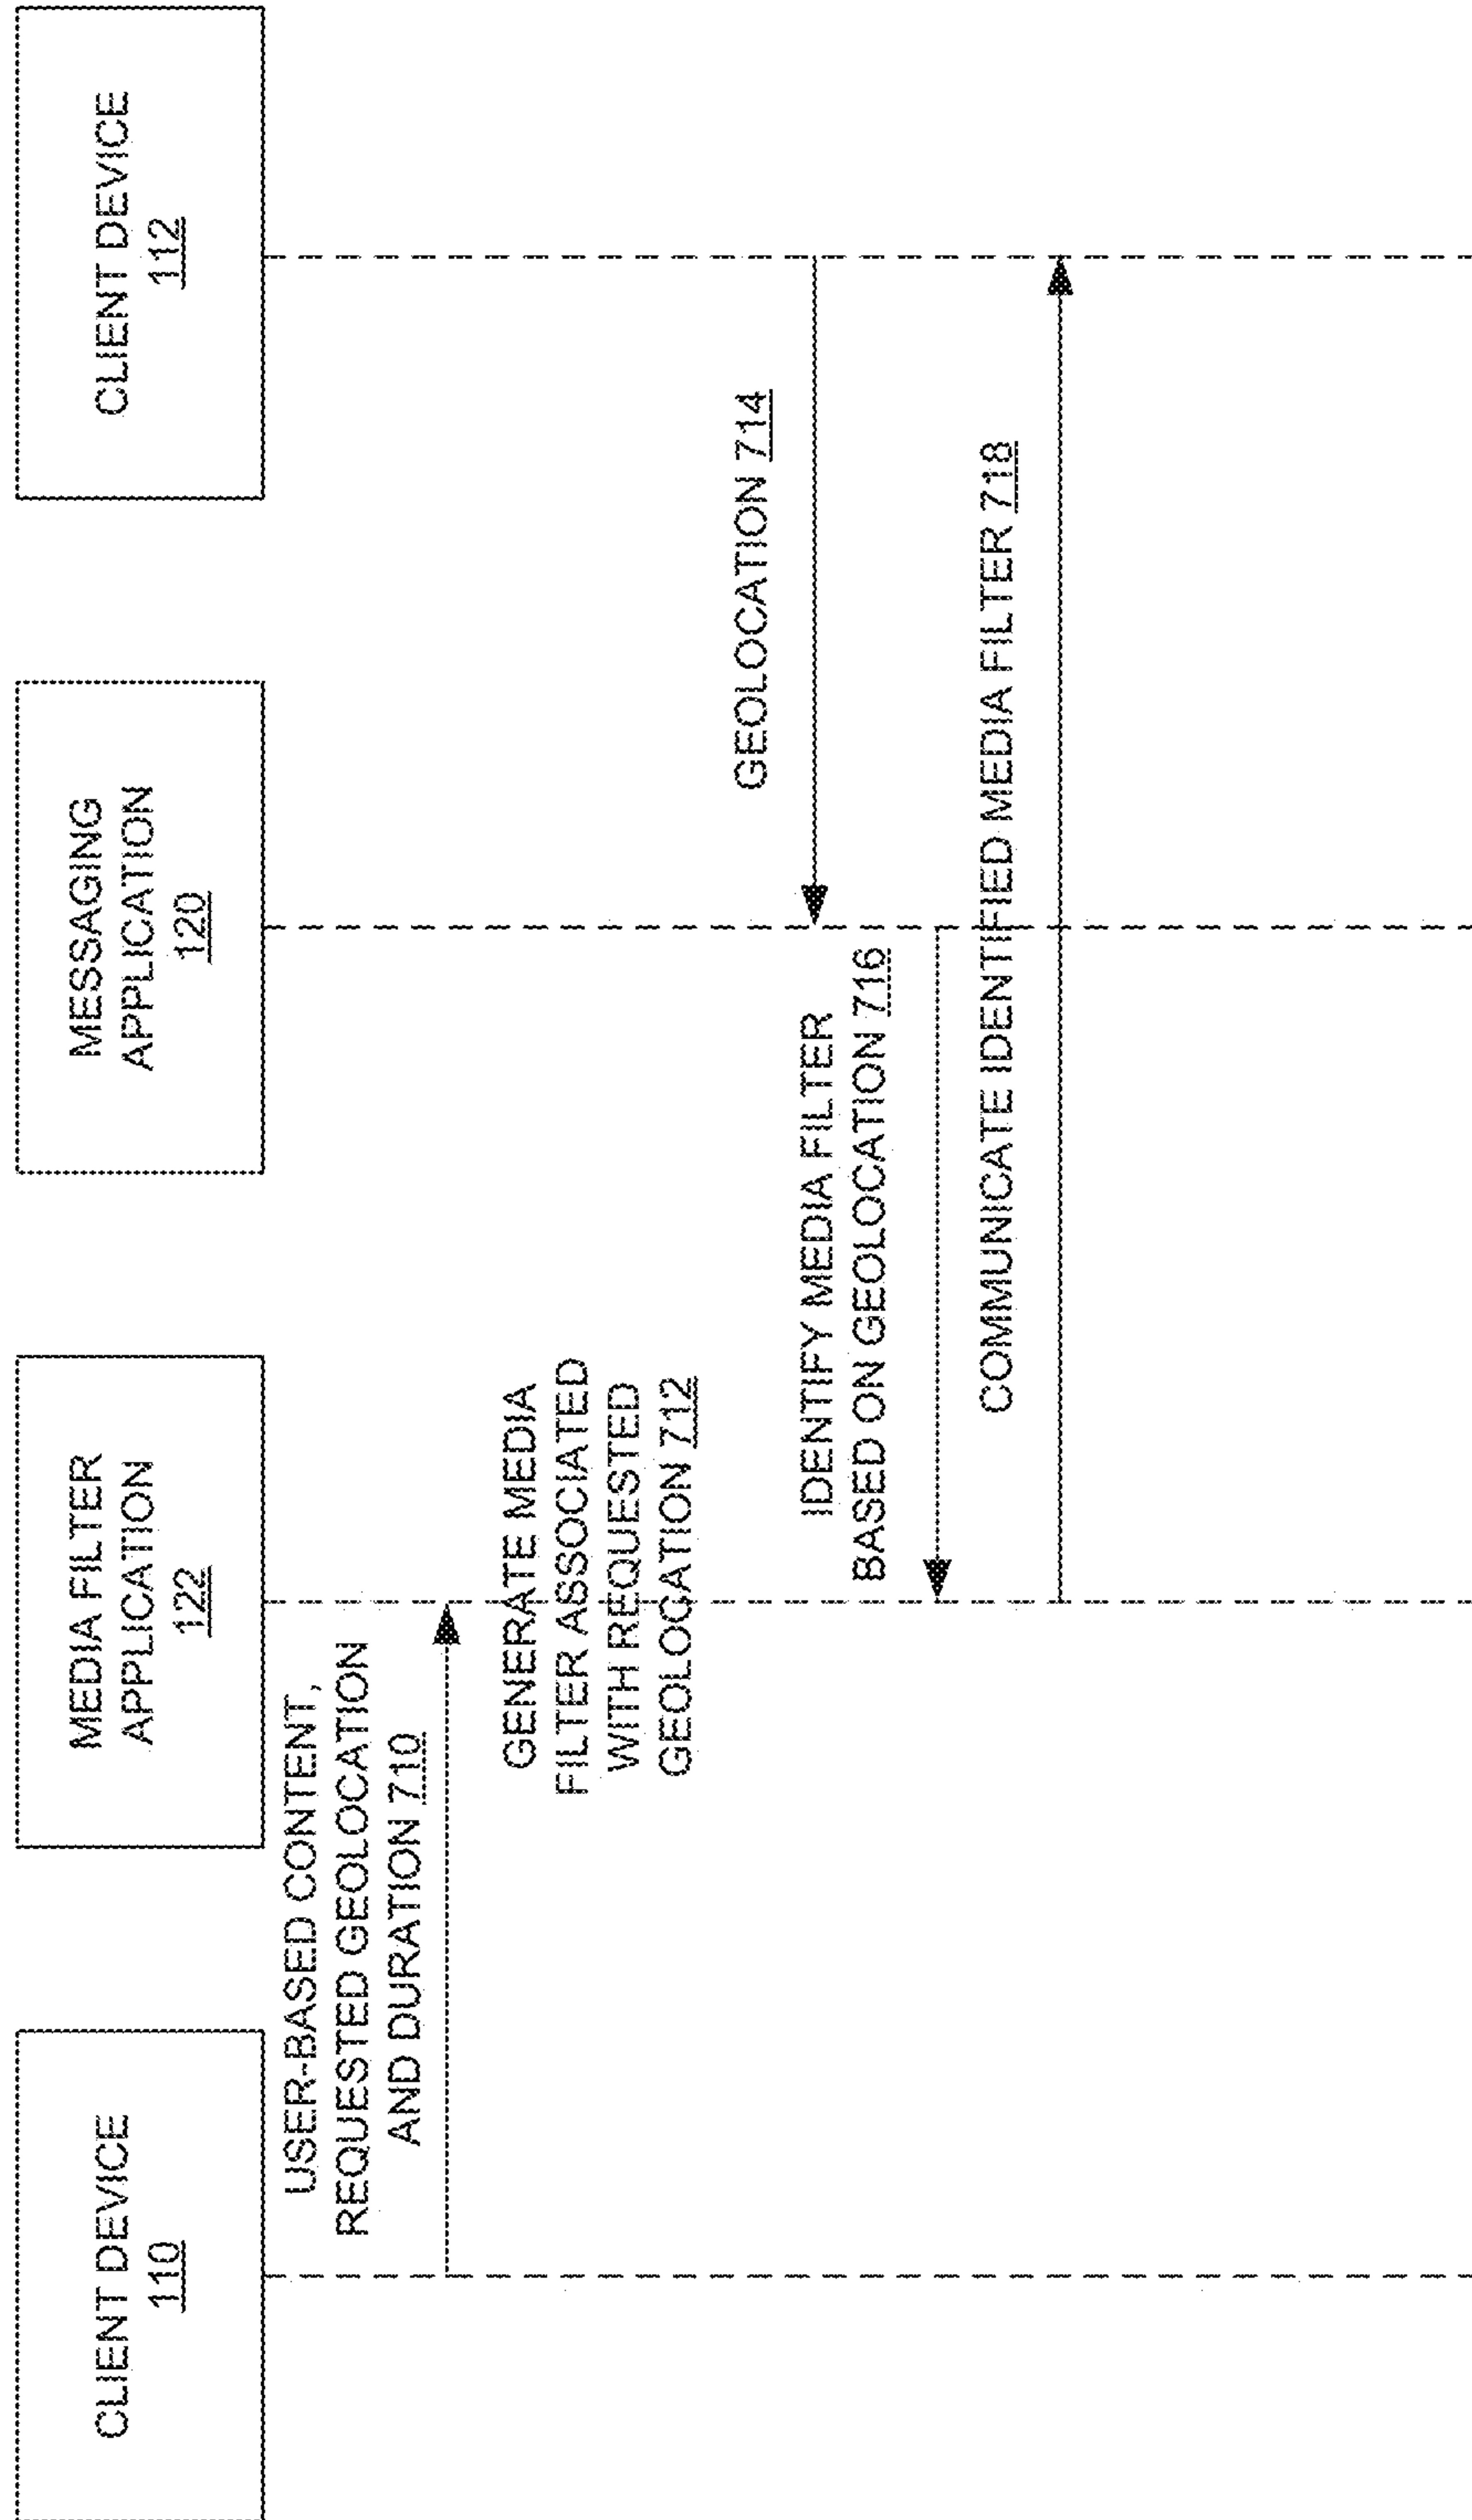 CLIENT DEVICE
110
MEDIA FILTER
APPLICATION
122
MESSAGING
APPLICATION
120
CLIENT DEVICE
112
USER-BASED CONTENT,
REQUESTED GEOLOCATION
AND DURATION 710
GENERATE MEDIA
FILTER ASSOCIATED
WITH REQUESTED
GEOLOCATION 712
GEOLOCATION 714
IDENTIFY MEDIA FILTER
BASED ON GEOLOCATION 716
COMMUNICATE IDENTIFIED MEDIA FILTER 718